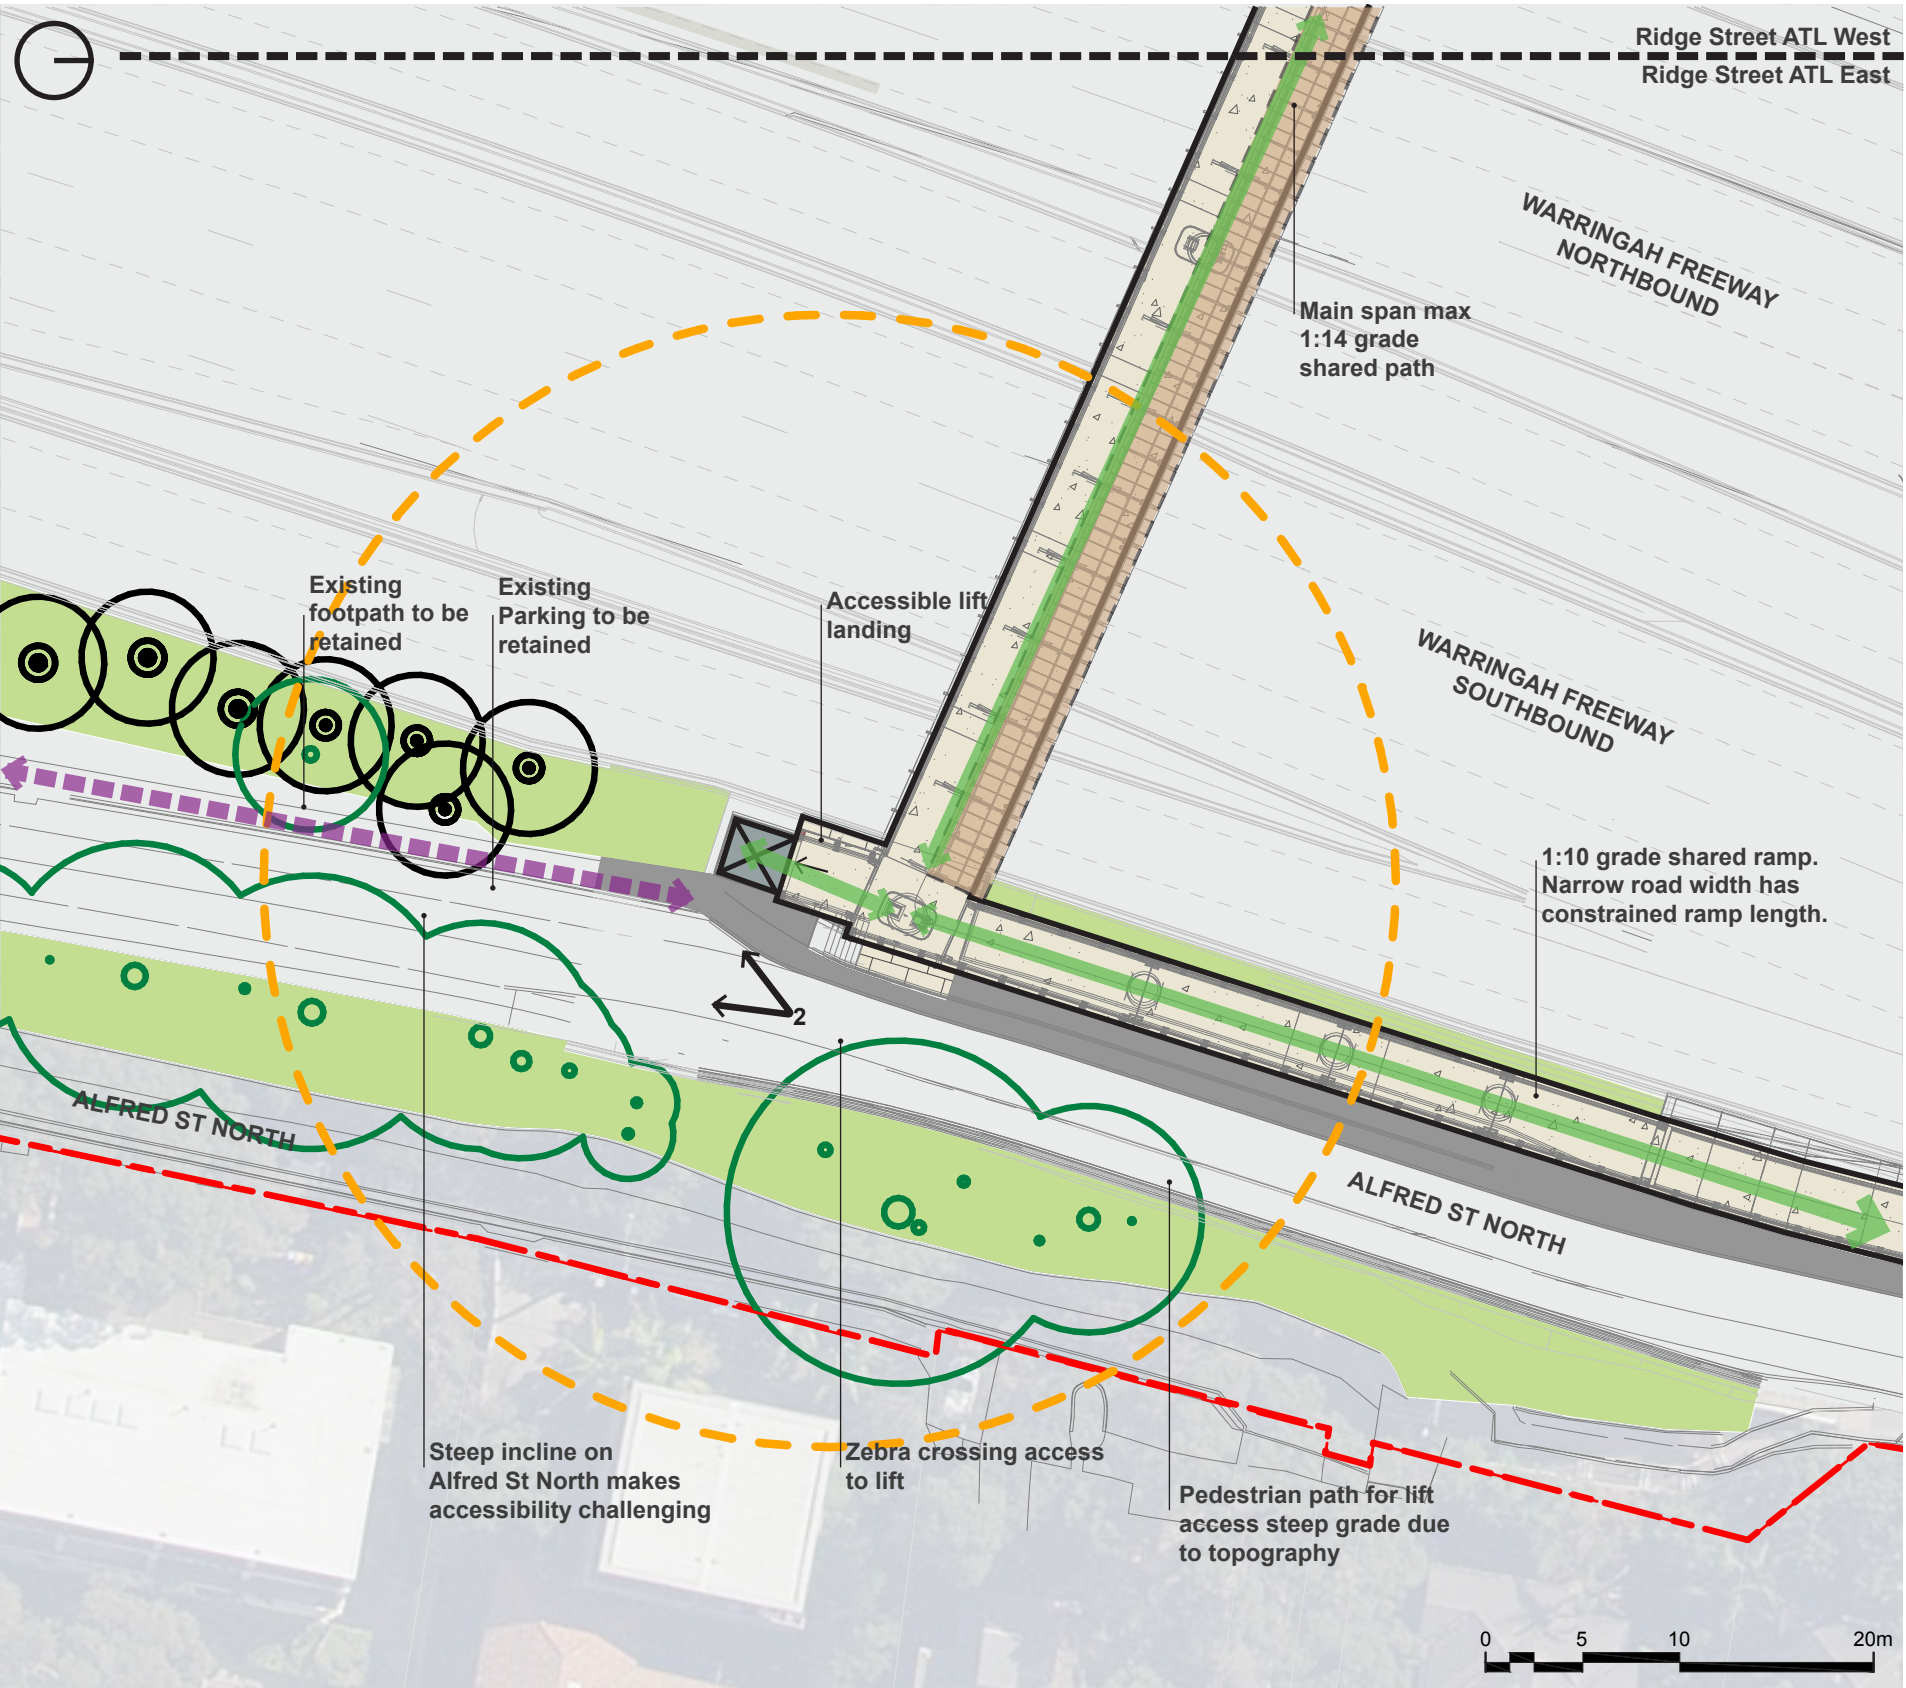 Ridge Street ATL West
Ridge Street ATL East
WARRINGAH FREEWAY
NORTHBOUND
Main span max
1:14 grade
shared path
Existing
footpath to be
retained
Existing
Parking to be
retained
Accessible lift
landing
WARRINGAH FREEWAY
SOUTHBOUND
1:10 grade shared ramp.
Narrow road width has
constrained ramp length.
2
ALFRED ST NORTH
ALFRED ST NORTH
Steep incline on
Alfred St North makes
accessibility challenging
Zebra crossing access
to lift
Pedestrian path for lift
access steep grade due
to topography
0 5 10 20m